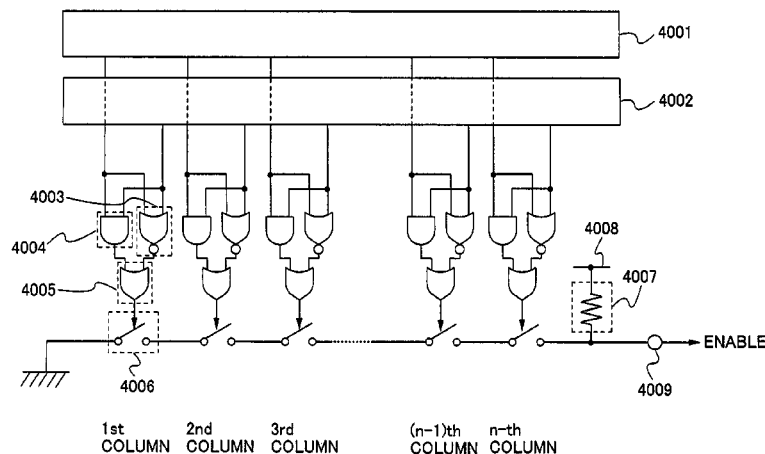 4001
4002
4003
4004
4005
4006
4008
4007
ENABLE
4009
1st COLUMN
2nd COLUMN
3rd COLUMN
(n-1)th COLUMN
n-th COLUMN